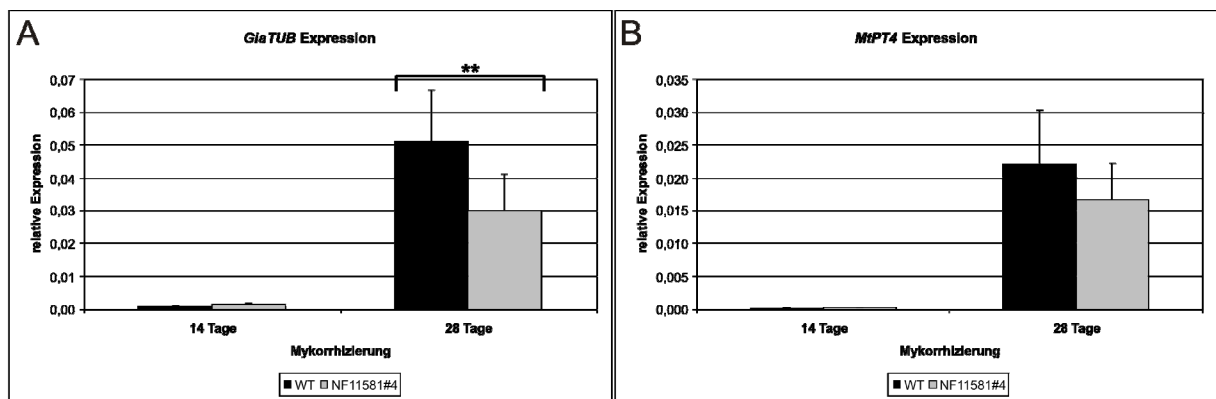 A
GiaTUB Expression
**
relative Expression
0,07
0,06
0,05
0,04
0,03
0,02
0,01
0,00
14 Tage
28 Tage
Mykorrhizierung
WT NF11581#4
B
MtPT4 Expression
relative Expression
0,035
0,030
0,025
0,020
0,015
0,010
0,005
0,000
14 Tage
28 Tage
Mykorrhizierung
WT NF11581#4